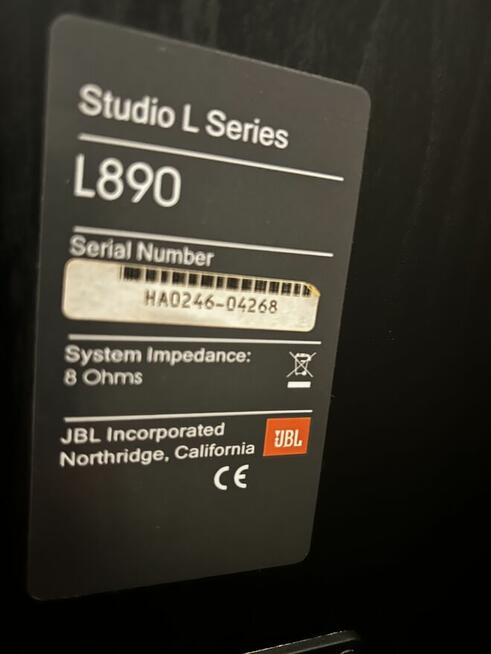 Studio L Series
L890
Serial Number
HA0246-04268
System Impedance:
8 Ohms
JBL Incorporated
Northridge, California
JBL
CE